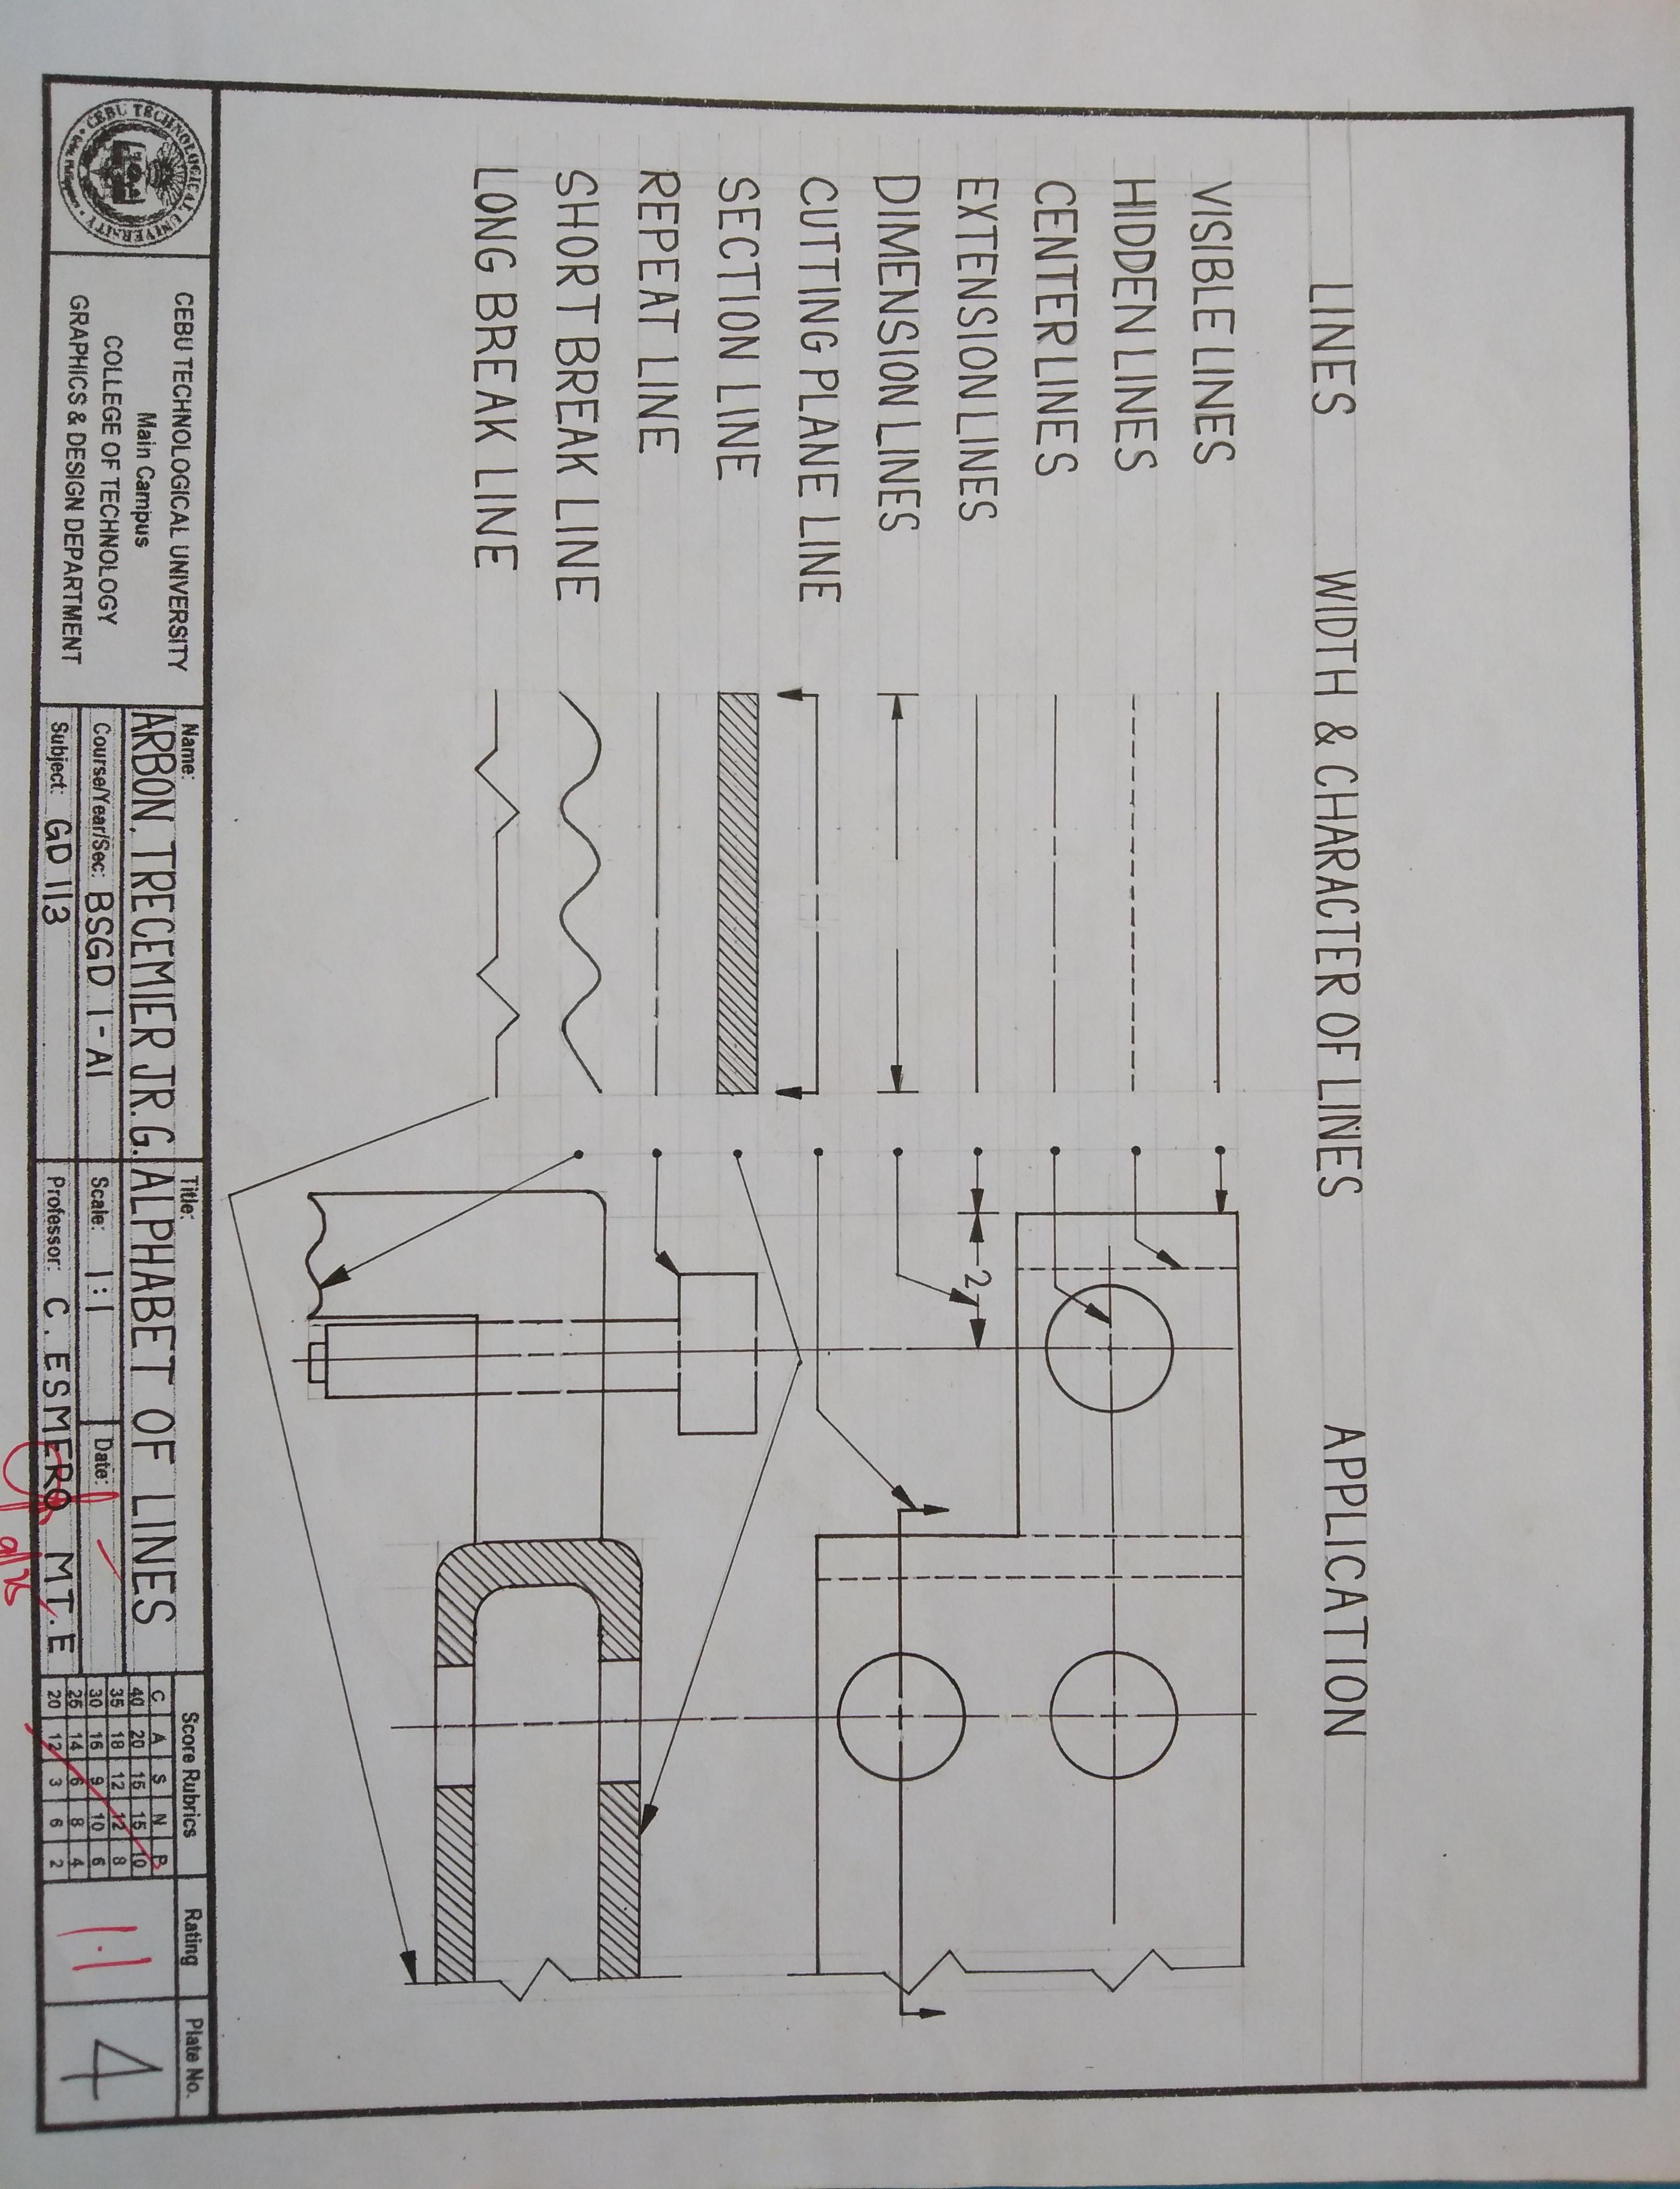 LINES WIDTH & CHARACTER OF LINES APPLICATION
VISIBLE LINES
HIDDEN LINES
CENTER LINES
EXTENSION LINES
2
DIMENSION LINES
CUTTING PLANE LINE
SECTION LINE
REPEAT LINE
SHORT BREAK LINE
LONG BREAK LINE
CEBU TECHNOLOGICAL UNIVERSITY
CEBU TECHNOLOGICAL UNIVERSITY
Main Campus
COLLEGE OF TECHNOLOGY
GRAPHICS & DESIGN DEPARTMENT
Name:
ARBON, TRECEMIER JR. G.
Course/Year/Sec: BSGD 1-A1
Subject: GD 113
Title:
ALPHABET OF LINES
Scale: 1:1 Date:
Professor: C. ESMERO MT. E
Score Rubrics
C A S N P
40 20 15 15 10
35 18 12 12 8
30 16 9 10 6
25 14 6 8 4
20 12 3 6 2
Rating
1.1
Plate No.
4